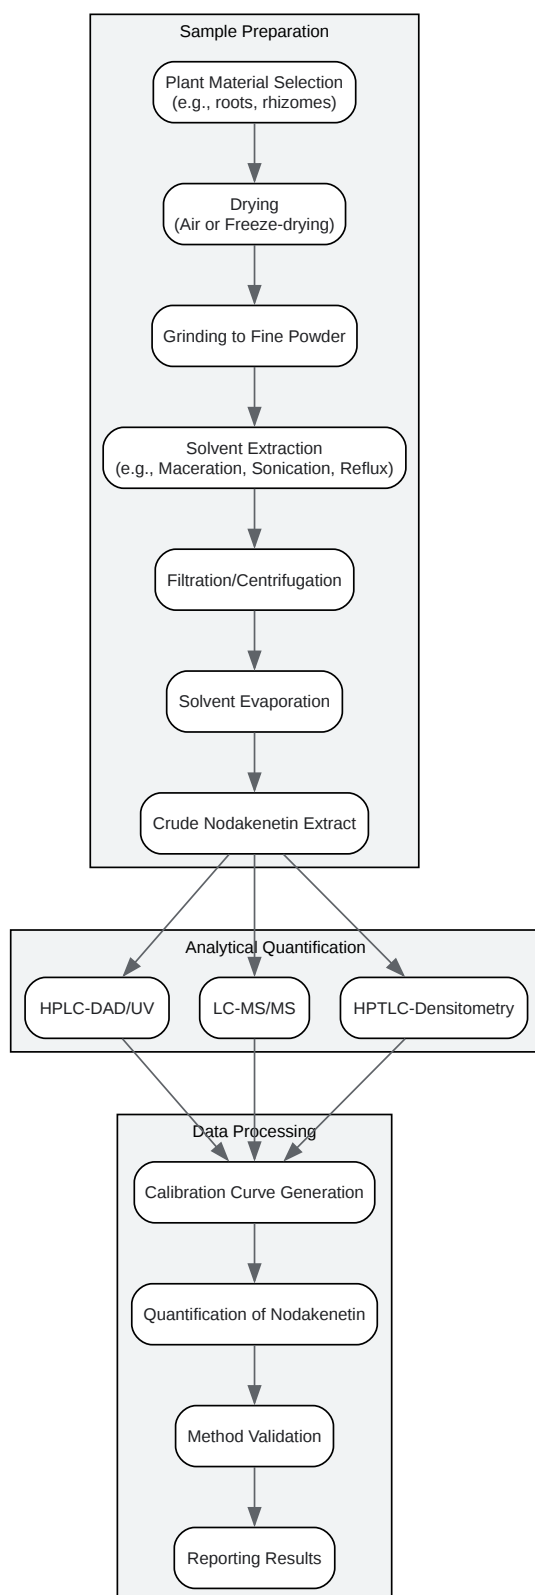 Sample Preparation
Plant Material Selection
(e.g., roots, rhizomes)
Drying
(Air or Freeze-drying)
Grinding to Fine Powder
Solvent Extraction
(e.g., Maceration, Sonication, Reflux)
Filtration/Centrifugation
Solvent Evaporation
Crude Nodakenetin Extract
Analytical Quantification
HPLC-DAD/UV
LC-MS/MS
HPTLC-Densitometry
Data Processing
Calibration Curve Generation
Quantification of Nodakenetin
Method Validation
Reporting Results